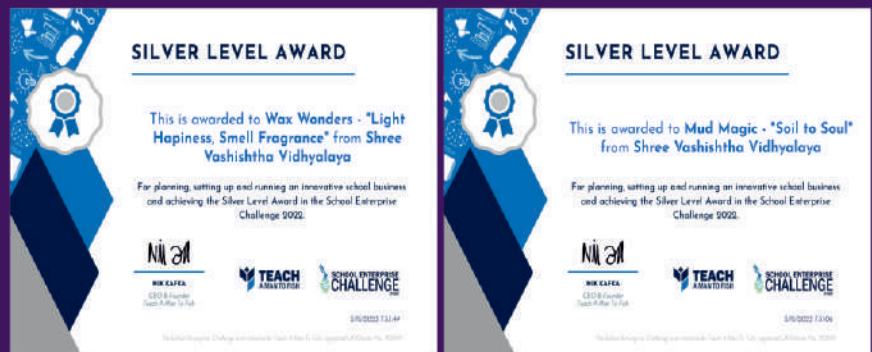 SILVER LEVEL AWARD
This is awarded to Wax Wonders - "Light
Hapiness, Smell Fragrance" from Shree
Vashishtha Vidhyalaya
For planning, setting up and running an innovative school business
and achieving the Silver Level Award in the School Enterprise
Challenge 2022.
NIK KAFKA
CEO & Founder
Teach A Man To Fish
TEACH
A MAN TO FISH
SCHOOL ENTERPRISE
CHALLENGE
SILVER LEVEL AWARD
This is awarded to Mud Magic - "Soil to Soul"
from Shree Vashishtha Vidhyalaya
For planning, setting up and running an innovative school business
and achieving the Silver Level Award in the School Enterprise
Challenge 2022.
NIK KAFKA
CEO & Founder
Teach A Man To Fish
TEACH
A MAN TO FISH
SCHOOL ENTERPRISE
CHALLENGE